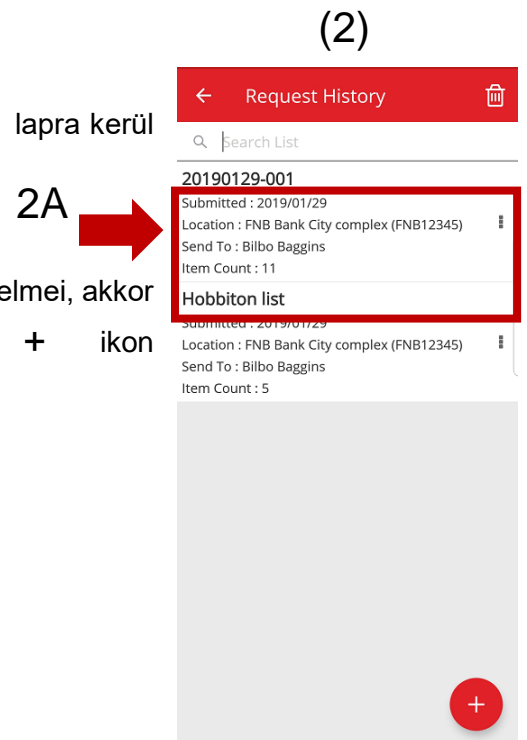 (2)
lapra kerül
2A
elmei, akkor
+ ikon
Request History
Search List
20190129-001
Submitted : 2019/01/29
Location : FNB Bank City complex (FNB12345)
Send To : Bilbo Baggins
Item Count : 11
Hobbiton list
Submitted : 2019/01/29
Location : FNB Bank City complex (FNB12345)
Send To : Bilbo Baggins
Item Count : 5
+